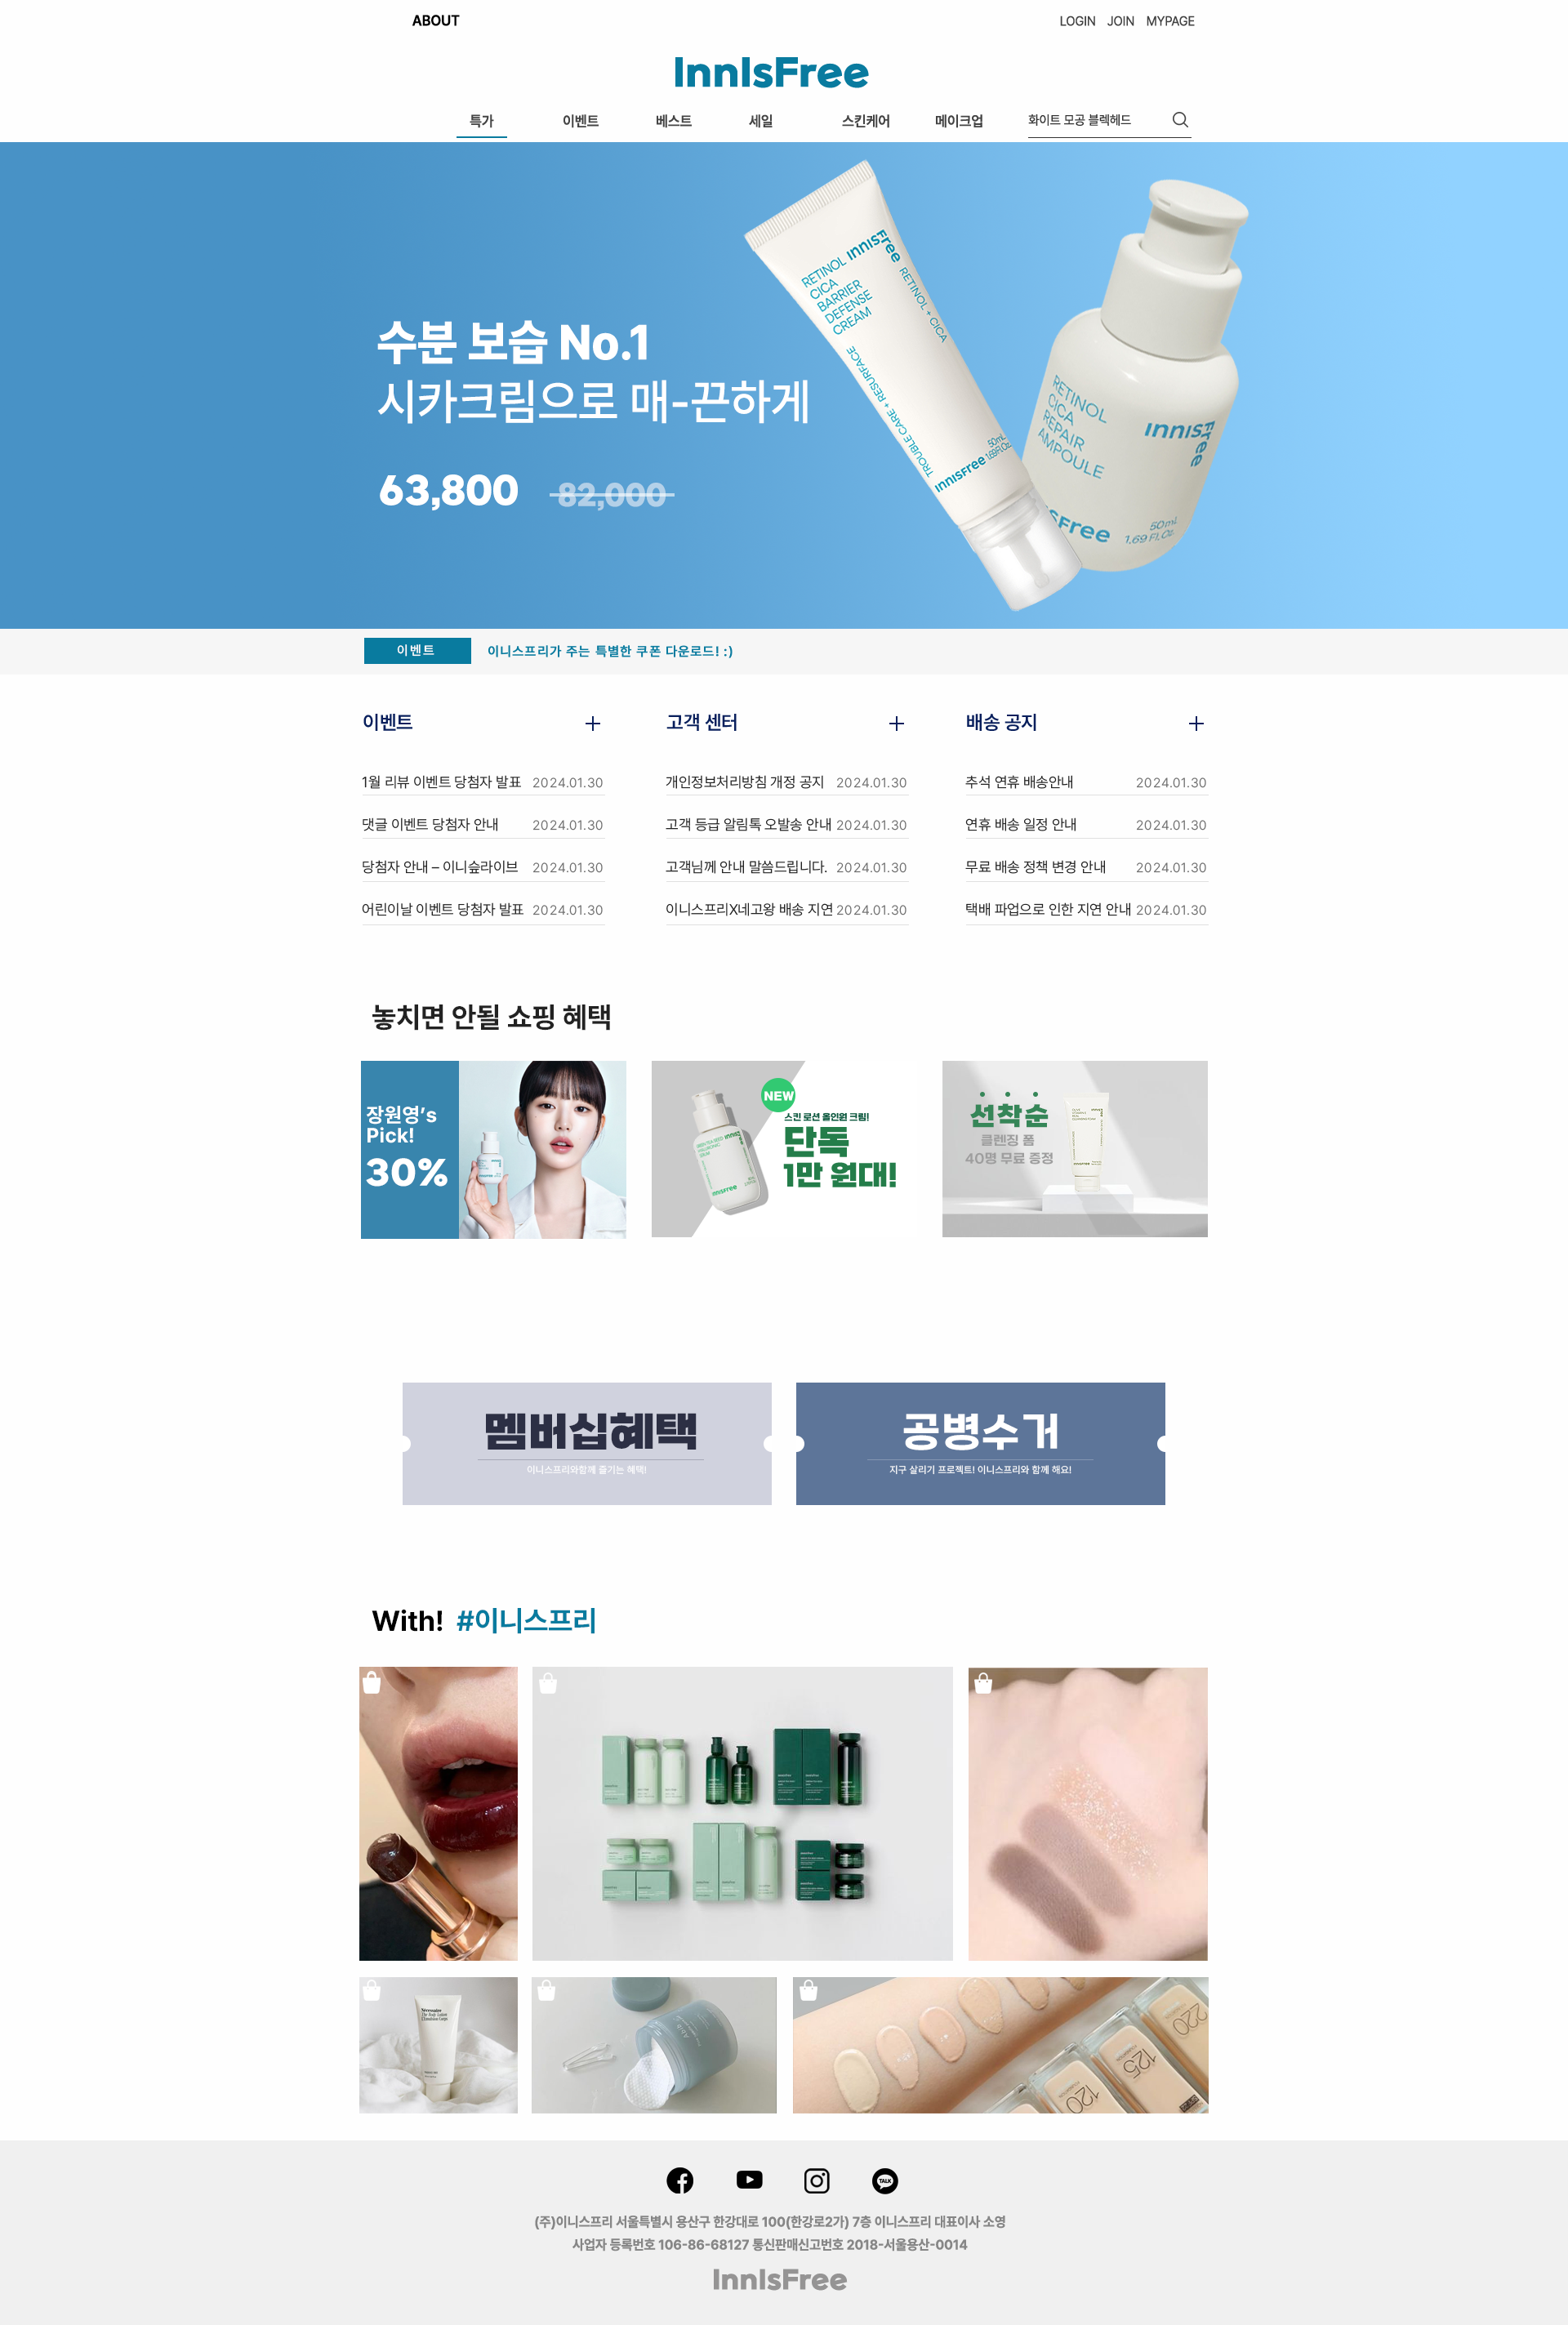 ABOUT
LOGIN JOIN MYPAGE
InnIsFree
특가 이벤트 베스트 세일 스킨케어 메이크업 화이트 모공 블렉헤드
수분 보습 No.1
시카크림으로 매-끈하게
63,800 82,000
RETINOL
CICA
BARRIER
DEFENSE
CREAM
InnIsFree
RETINOL + CICA
TROUBLE CARE + RESURFACE
InnIsFree
50mL
1.69Fl.Oz
RETINOL
CICA
REPAIR
AMPOULE
InnIsFree
sFree
50mL
1.69 Fl.Oz
이벤트 이니스프리가 주는 특별한 쿠폰 다운로드! :)
이벤트
1월 리뷰 이벤트 당첨자 발표 2024.01.30
댓글 이벤트 당첨자 안내 2024.01.30
당첨자 안내 – 이니슾라이브 2024.01.30
어린이날 이벤트 당첨자 발표 2024.01.30
고객 센터
개인정보처리방침 개정 공지 2024.01.30
고객 등급 알림톡 오발송 안내 2024.01.30
고객님께 안내 말씀드립니다. 2024.01.30
이니스프리X네고왕 배송 지연 2024.01.30
배송 공지
추석 연휴 배송안내 2024.01.30
연휴 배송 일정 안내 2024.01.30
무료 배송 정책 변경 안내 2024.01.30
택배 파업으로 인한 지연 안내 2024.01.30
놓치면 안될 쇼핑 혜택
장원영's
Pick!
30%
NEW
스킨 로션 올인원 크림!
단독
1만 원대!
InnIsFree
선착순
클렌징 폼
40명 무료 증정
멤버십혜택
이니스프리와함께 즐기는 혜택!
공병수거
지구 살리기 프로젝트! 이니스프리와 함께 해요!
With! #이니스프리
120
125
220
TALK
(주)이니스프리 서울특별시 용산구 한강대로 100(한강로2가) 7층 이니스프리 대표이사 소영
사업자 등록번호 106-86-68127 통신판매신고번호 2018-서울용산-0014
InnIsFree